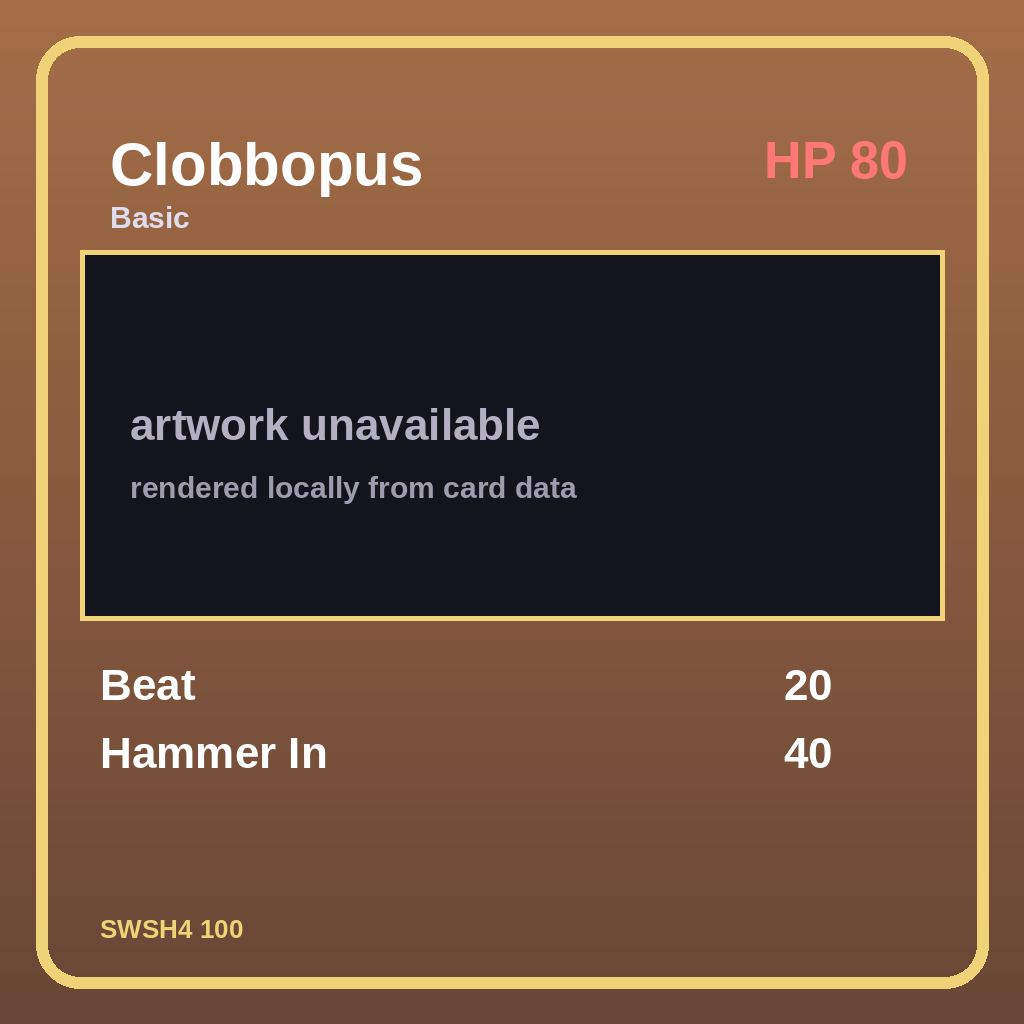 Clobbopus
HP 80
Basic
artwork unavailable
rendered locally from card data
Beat 20
Hammer In 40
SWSH4 100